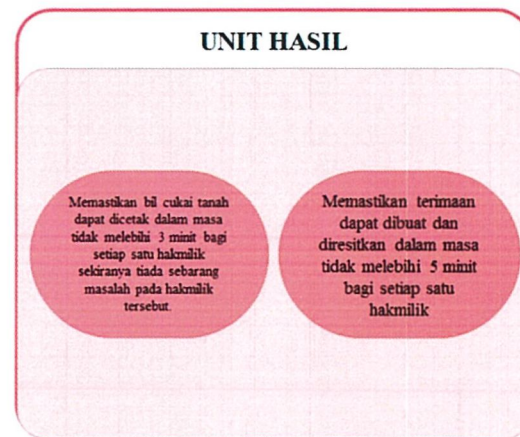 UNIT HASIL
Memastikan bil cukai tanah
dapat dicetak dalam masa
tidak melebihi 3 minit bagi
setiap satu hakmilik
sekiranya tiada sebarang
masalah pada hakmilik
tersebut.
Memastikan terimaan
dapat dibuat dan
diresitkan dalam masa
tidak melebihi 5 minit
bagi setiap satu
hakmilik